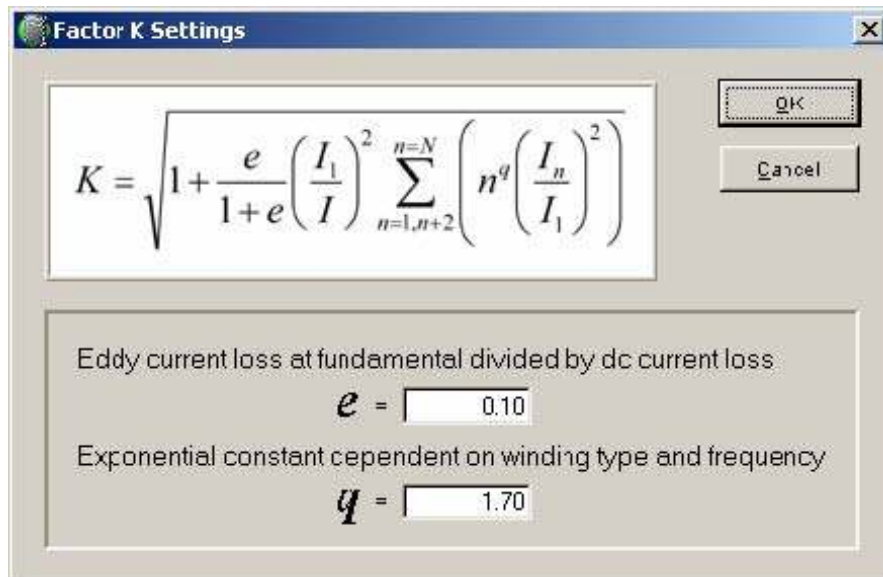 Factor K Settings
K = √(1 + e/(1+e) (I₁/I)² ∑_{n=1,n+2}^{n=N} (n^q (Iₙ/I₁)²))
OK
Cancel
Eddy current loss at fundamental divided by dc current loss
e = 0.10
Exponential constant cependent on winding type and frequency
q = 1.70